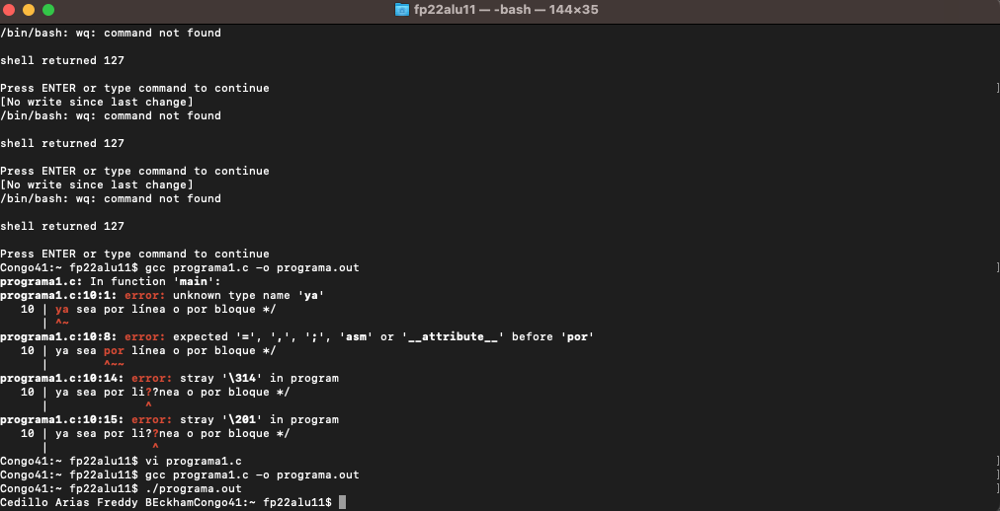 fp22alu11 — -bash — 144×35
/bin/bash: wq: command not found
shell returned 127
Press ENTER or type command to continue
[No write since last change]
/bin/bash: wq: command not found
shell returned 127
Press ENTER or type command to continue
[No write since last change]
/bin/bash: wq: command not found
shell returned 127
Press ENTER or type command to continue
Congo41:~ fp22alu11$ gcc programa1.c -o programa.out
programa1.c: In function 'main':
programa1.c:10:1: error: unknown type name 'ya'
   10 | ya sea por línea o por bloque */
      | ^~
programa1.c:10:8: error: expected '=', ',', ';', 'asm' or '__attribute__' before 'por'
   10 | ya sea por línea o por bloque */
      |        ^~~
programa1.c:10:14: error: stray '\314' in program
   10 | ya sea por li??nea o por bloque */
      |              ^
programa1.c:10:15: error: stray '\201' in program
   10 | ya sea por li??nea o por bloque */
      |               ^
Congo41:~ fp22alu11$ vi programa1.c
Congo41:~ fp22alu11$ gcc programa1.c -o programa.out
Congo41:~ fp22alu11$ ./programa.out
Cedillo Arias Freddy BEckhamCongo41:~ fp22alu11$